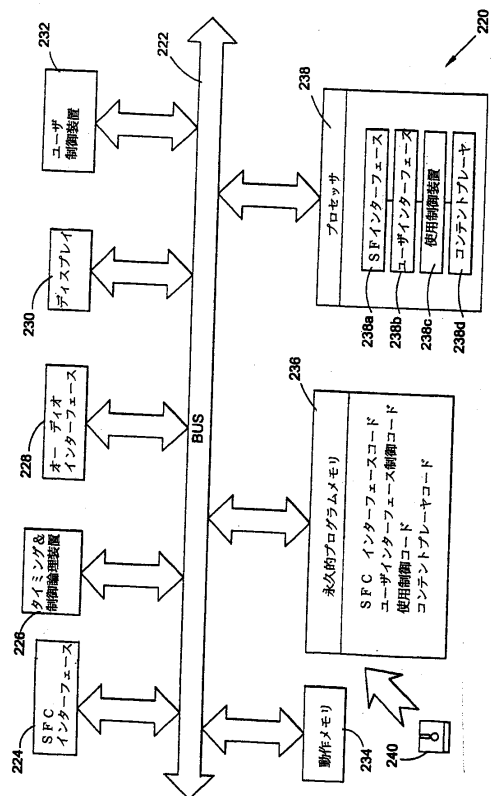 224
SFC
インターフェース
226
タイミング&
制御論理装置
228
オーディオ
インターフェース
230
ディスプレイ
232
ユーザ
制御装置
222
BUS
234
動作メモリ
240
236
永久的プログラムメモリ
SFC インターフェースコード
ユーザインターフェース制御コード
使用制御コード
コンテントプレーヤコード
238
プロセッサ
238a
SFインターフェース
238b
ユーザインターフェース
238c
使用制御装置
238d
コンテントプレーヤ
220